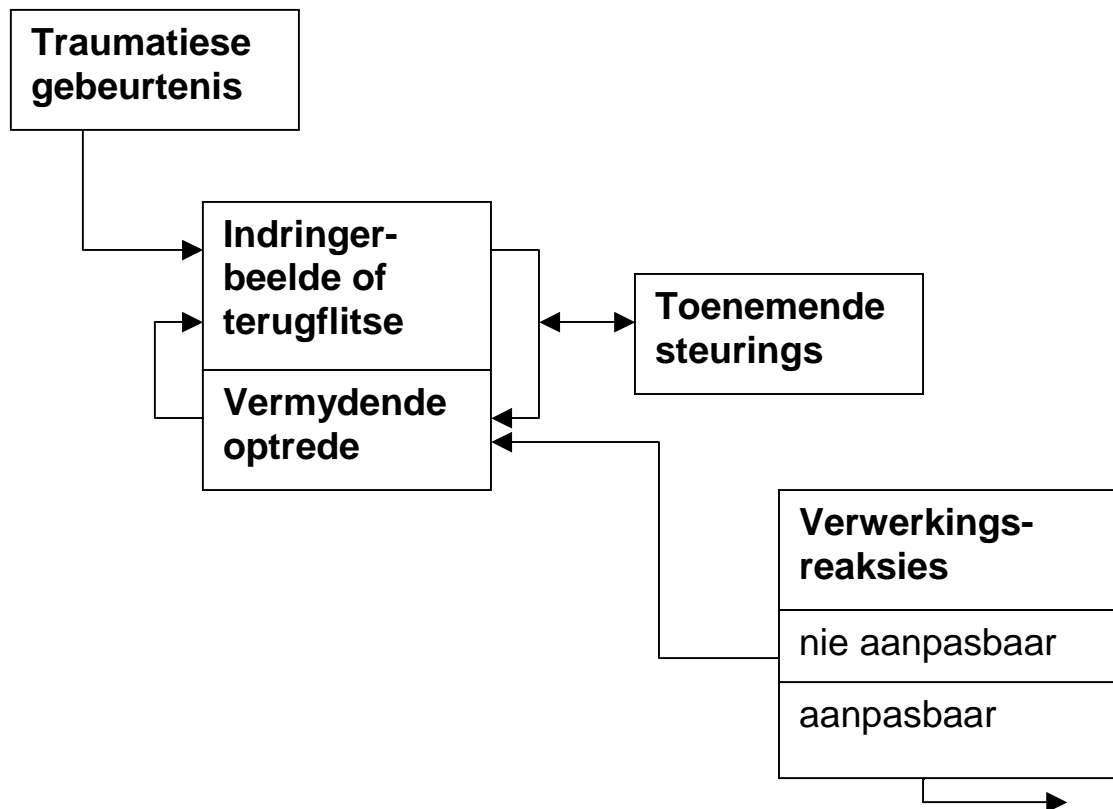 Traumatiese
gebeurtenis
Indringer-
beelde of
terugflitse
Vermydende
optrede
Toenemende
steurings
Verwerkings-
reaksies
nie aanpasbaar
aanpasbaar